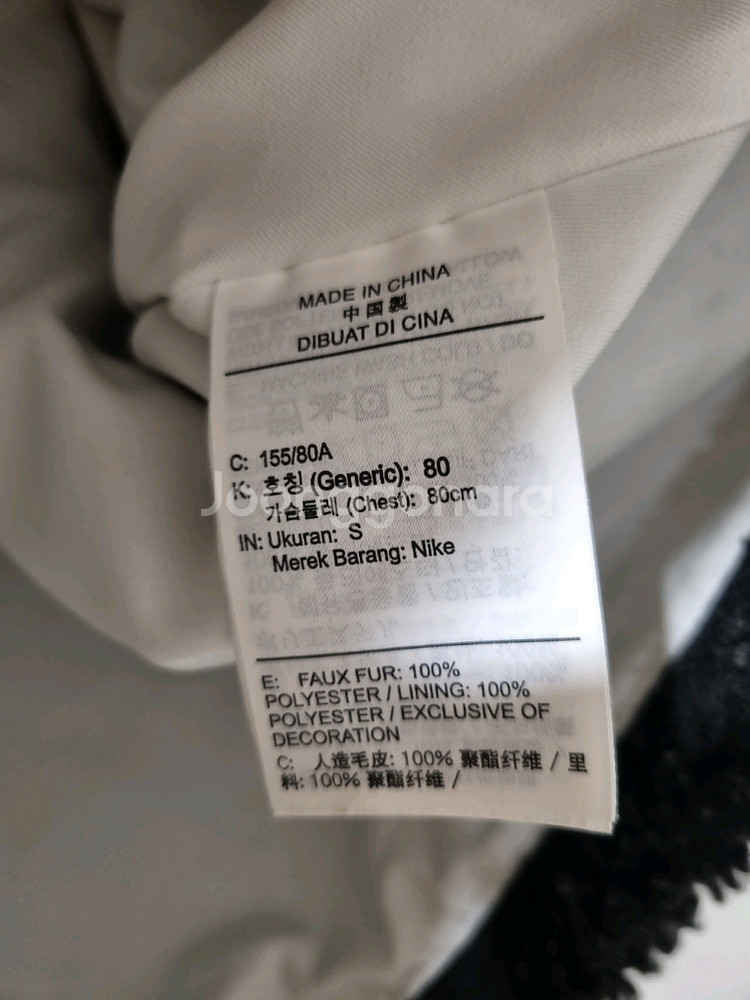 MADE IN CHINA
中国製
DIBUAT DI CINA
C: 155/80A
K: 호칭 (Generic): 80
가슴둘레 (Chest): 80cm
Joonggonara
IN: Ukuran: S
Merek Barang: Nike
E: FAUX FUR: 100%
POLYESTER / LINING: 100%
POLYESTER / EXCLUSIVE OF
DECORATION
C: 人造毛皮: 100% 聚酯纤维 / 里
料: 100% 聚酯纤维 /